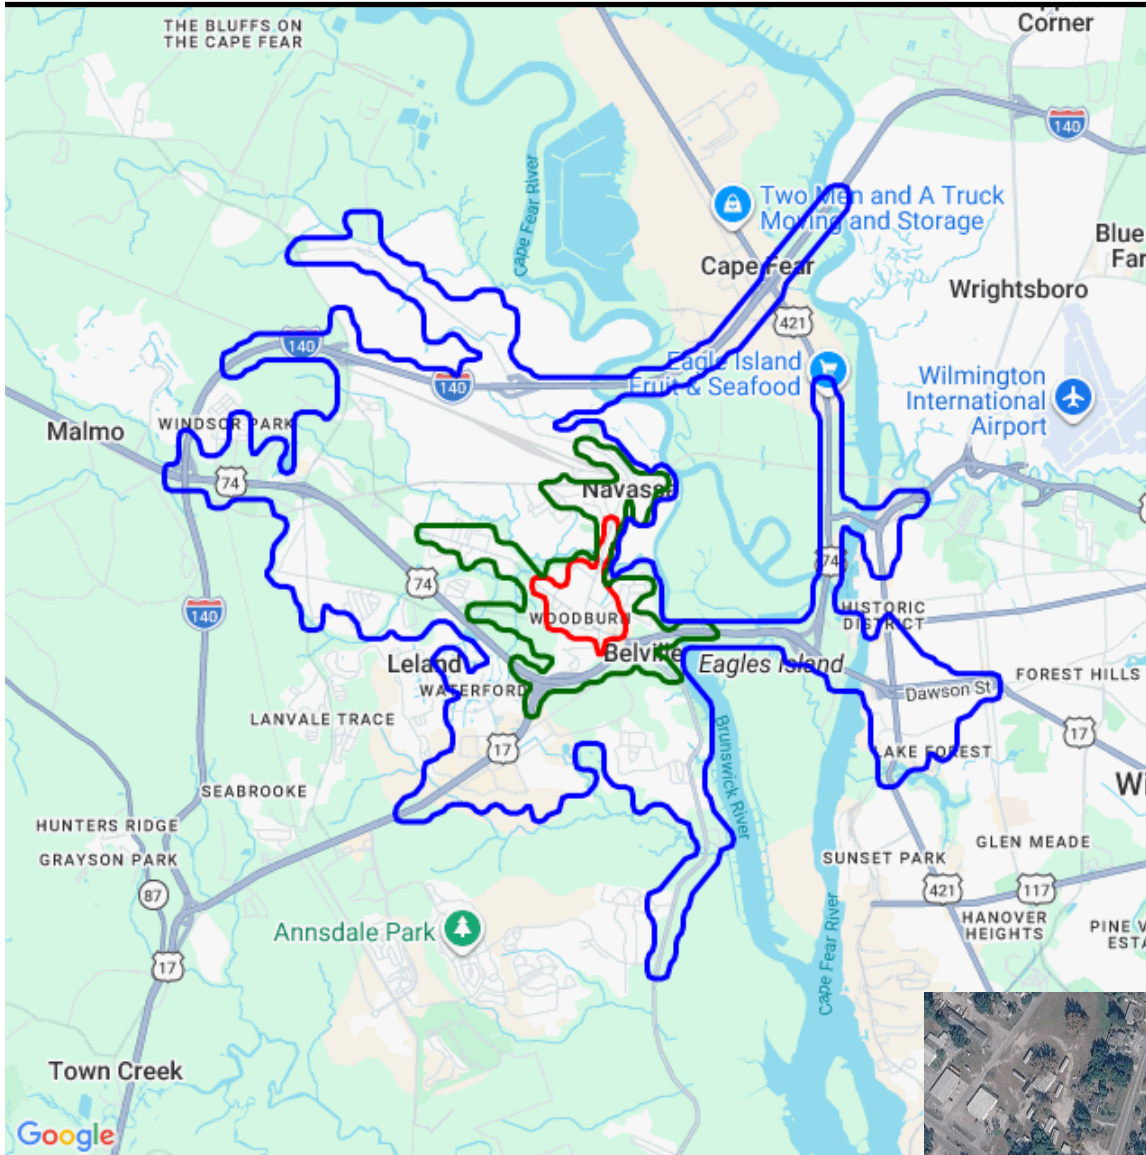 THE BLUFFS ON
THE CAPE FEAR
Corner
140
Cape Fear River
Two Men and A Truck
Moving and Storage
Blue
Far
Cape Fear
Wrightsboro
421
140
Eagle Island
Fruit & Seafood
140
Wilmington
International
Airport
WINDSOR PARK
Malmo
74
Navassa
74
74
140
WOODBURN
HISTORIC
DISTRICT
Belville
Eagles Island
Leland
WATERFORD
FOREST HILLS
Dawson St
LANVALE TRACE
17
17
Brunswick River
LAKE FOREST
SEABROOKE
Wi
HUNTERS RIDGE
GRAYSON PARK
GLEN MEADE
SUNSET PARK
87
421
117
HANOVER
HEIGHTS
PINE V
ESTA
Annsdale Park
17
Cape Fear River
Town Creek
Google